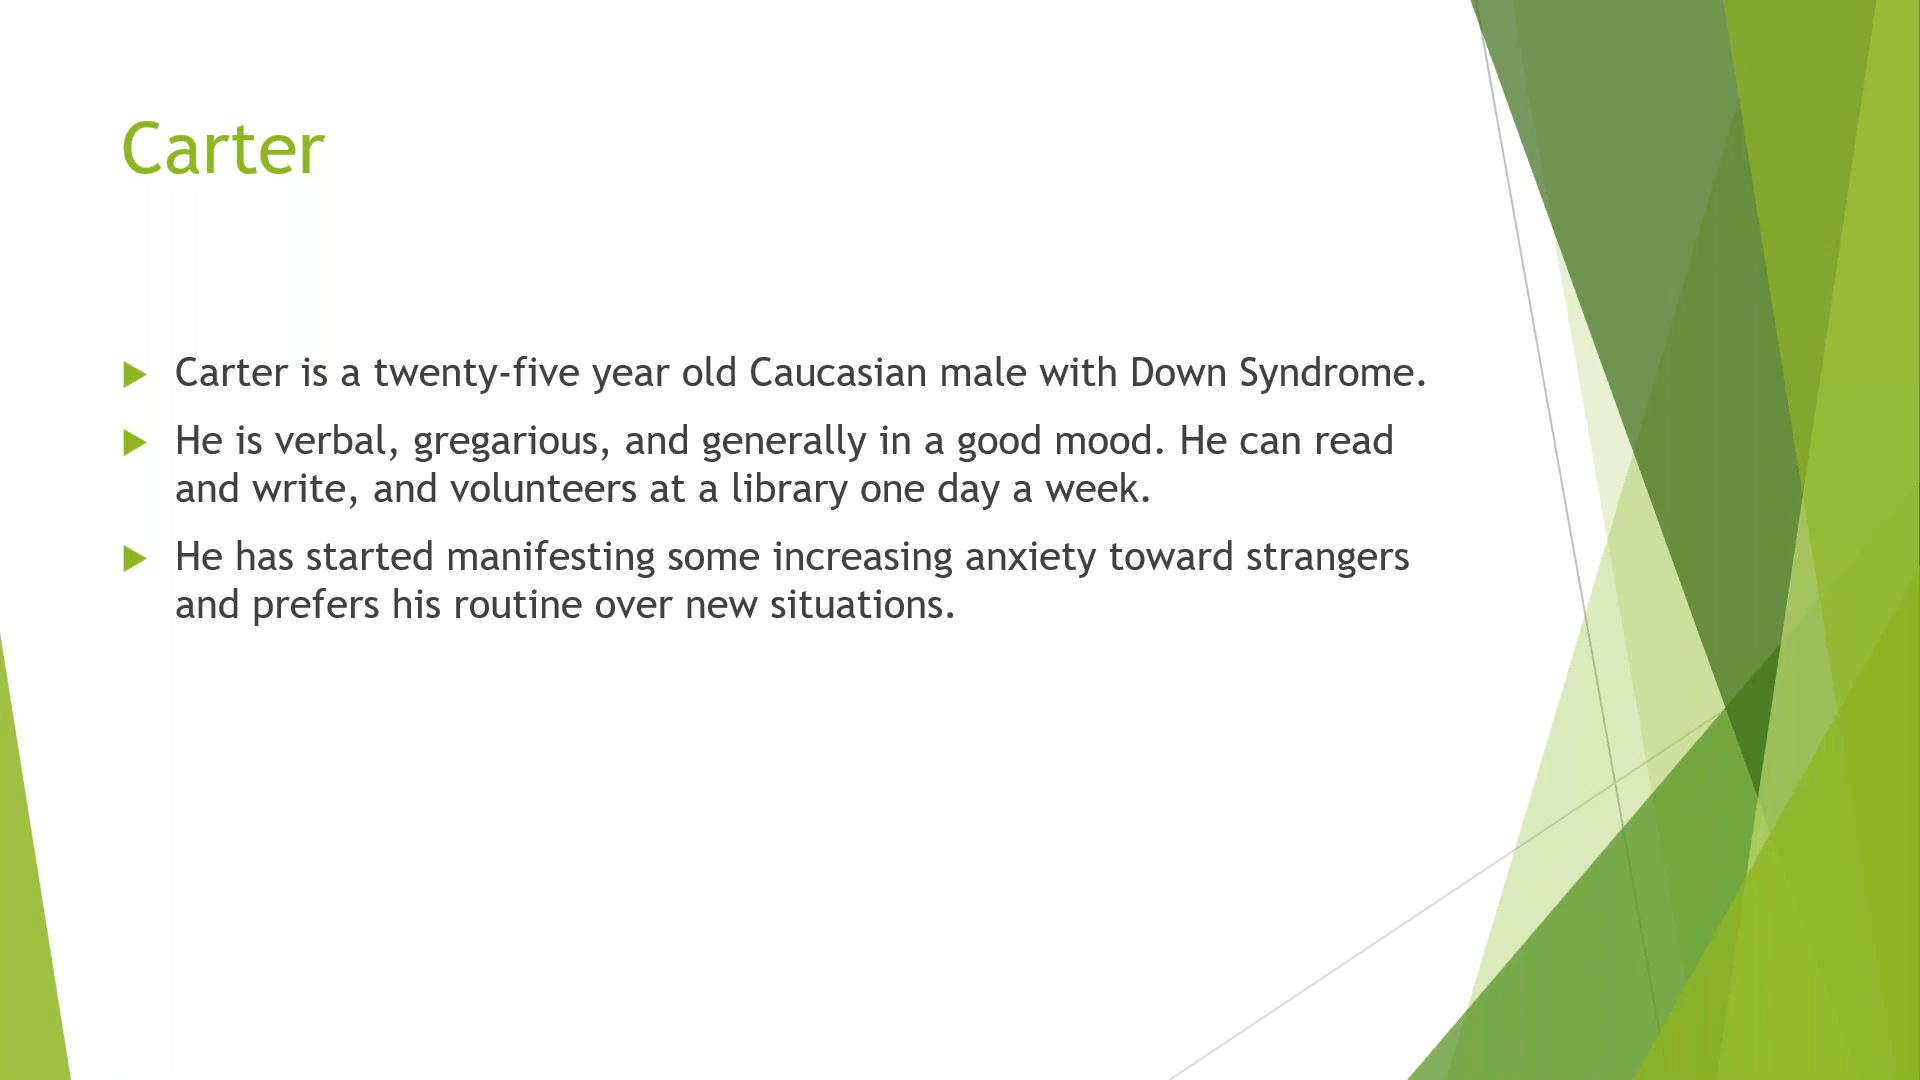 Carter
Carter is a twenty-five year old Caucasian male with Down Syndrome.
He is verbal, gregarious, and generally in a good mood. He can read
and write, and volunteers at a library one day a week.
He has started manifesting some increasing anxiety toward strangers
and prefers his routine over new situations.